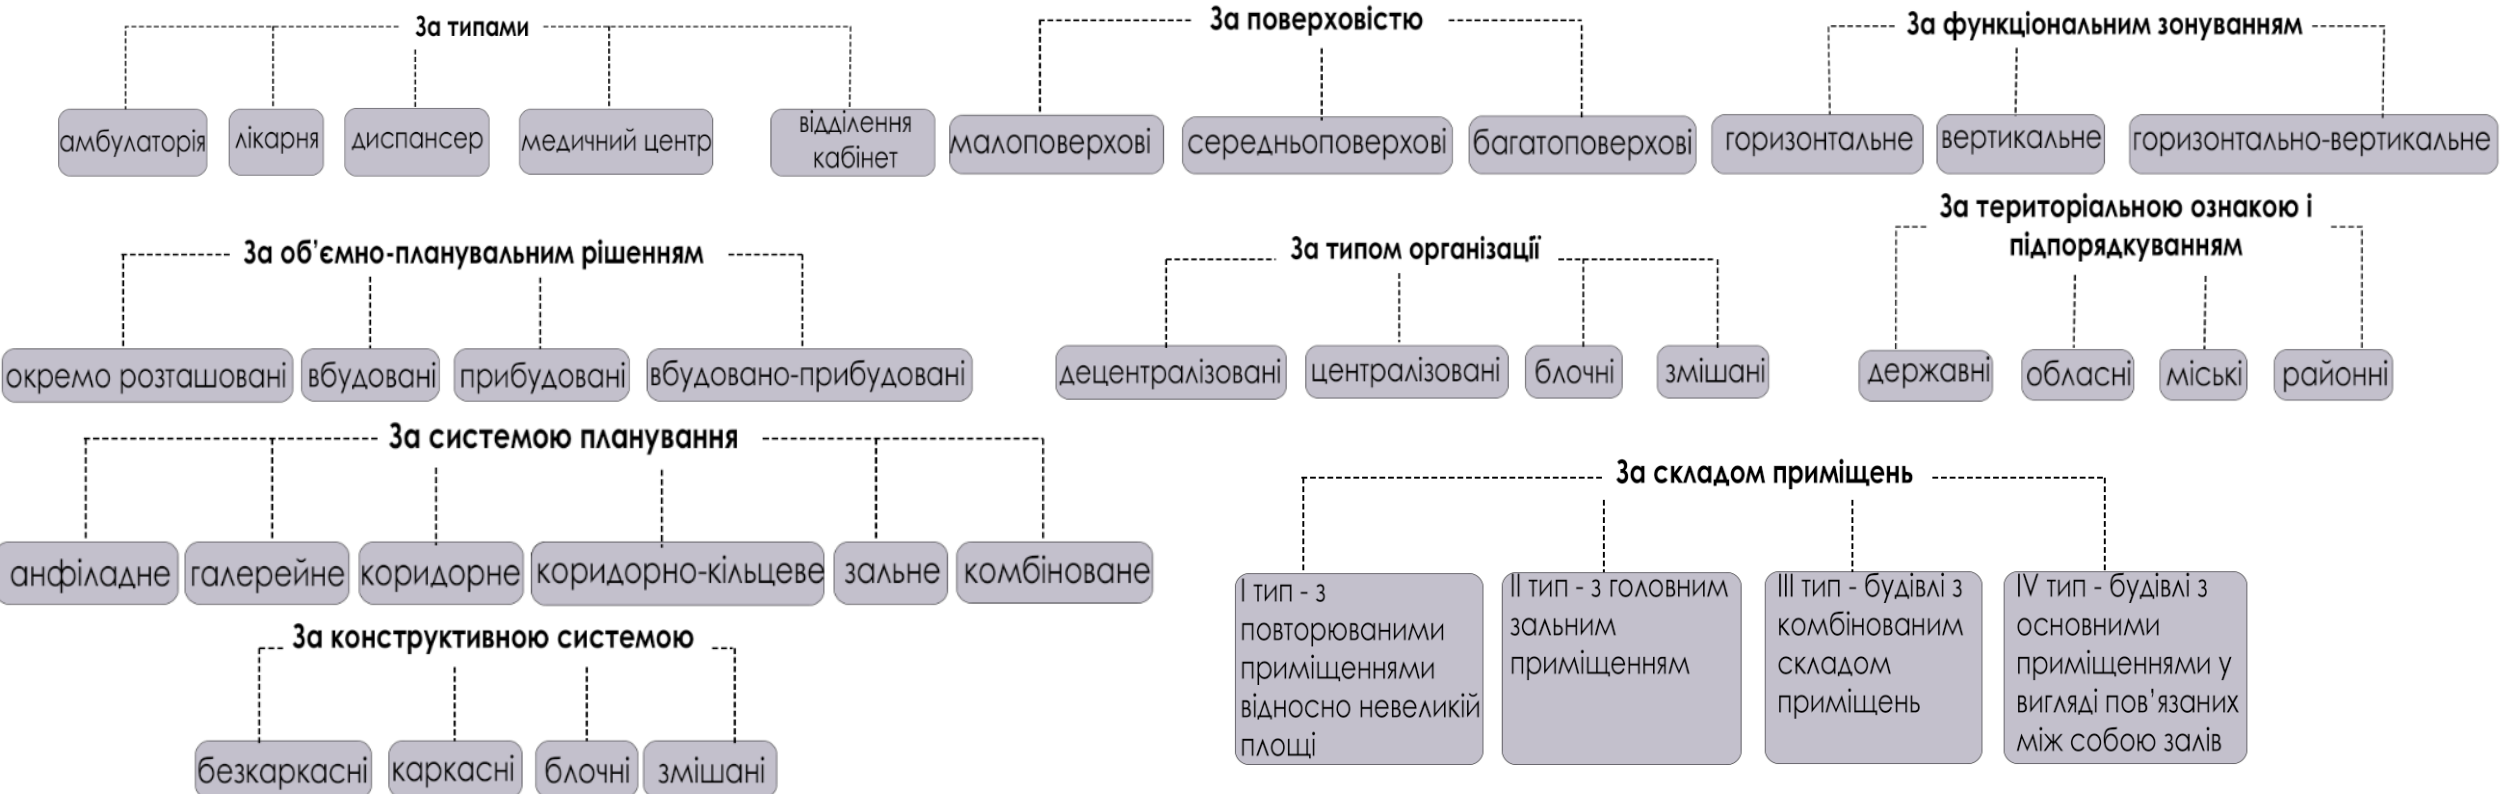 За типами
амбулаторія
лікарня
диспансер
медичний центр
відділення
кабінет
За поверховістю
малоповерхові
середньоповерхові
багатоповерхові
За функціональним зонуванням
горизонтальне
вертикальне
горизонтально-вертикальне
За об’ємно-планувальним рішенням
окремо розташовані
вбудовані
прибудовані
вбудовано-прибудовані
За типом організації
децентралізовані
централізовані
блочні
змішані
За територіальною ознакою і
підпорядкуванням
державні
обласні
міські
районні
За системою планування
анфіладне
галерейне
коридорне
коридорно-кільцеве
зальне
комбіноване
За складом приміщень
I тип - з
повторюваними
приміщеннями
відносно невеликій
площі
II тип - з головним
зальним
приміщенням
III тип - будівлі з
комбінованим
складом
приміщень
IV тип - будівлі з
основними
приміщеннями у
вигляді пов’язаних
між собою залів
За конструктивною системою
безкаркасні
каркасні
блочні
змішані